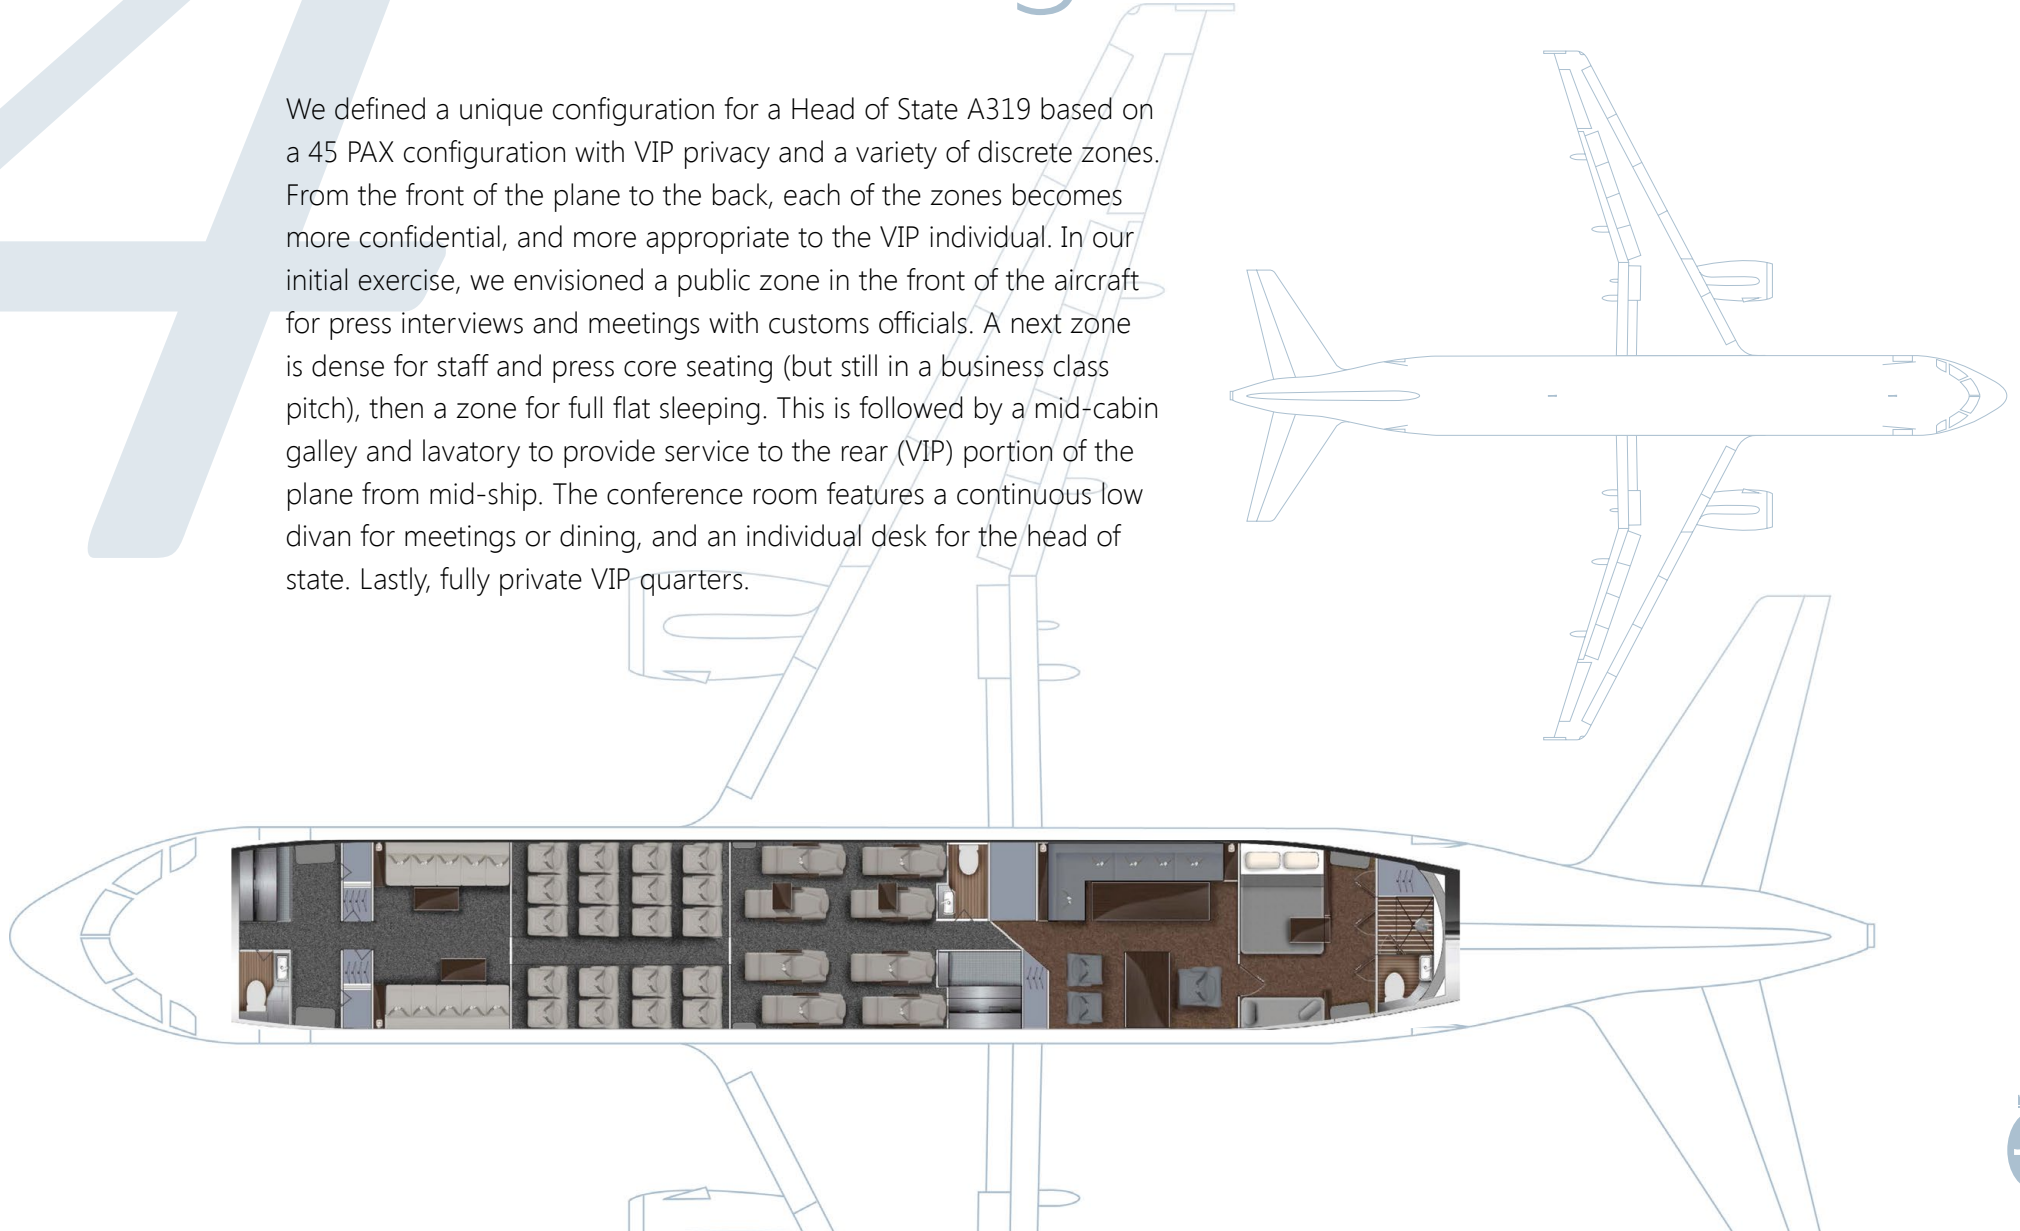 4
We defined a unique configuration for a Head of State A319 based on
a 45 PAX configuration with VIP privacy and a variety of discrete zones.
From the front of the plane to the back, each of the zones becomes
more confidential, and more appropriate to the VIP individual. In our
initial exercise, we envisioned a public zone in the front of the aircraft
for press interviews and meetings with customs officials. A next zone
is dense for staff and press core seating (but still in a business class
pitch), then a zone for full flat sleeping. This is followed by a mid-cabin
galley and lavatory to provide service to the rear (VIP) portion of the
plane from mid-ship. The conference room features a continuous low
divan for meetings or dining, and an individual desk for the head of
state. Lastly, fully private VIP quarters.